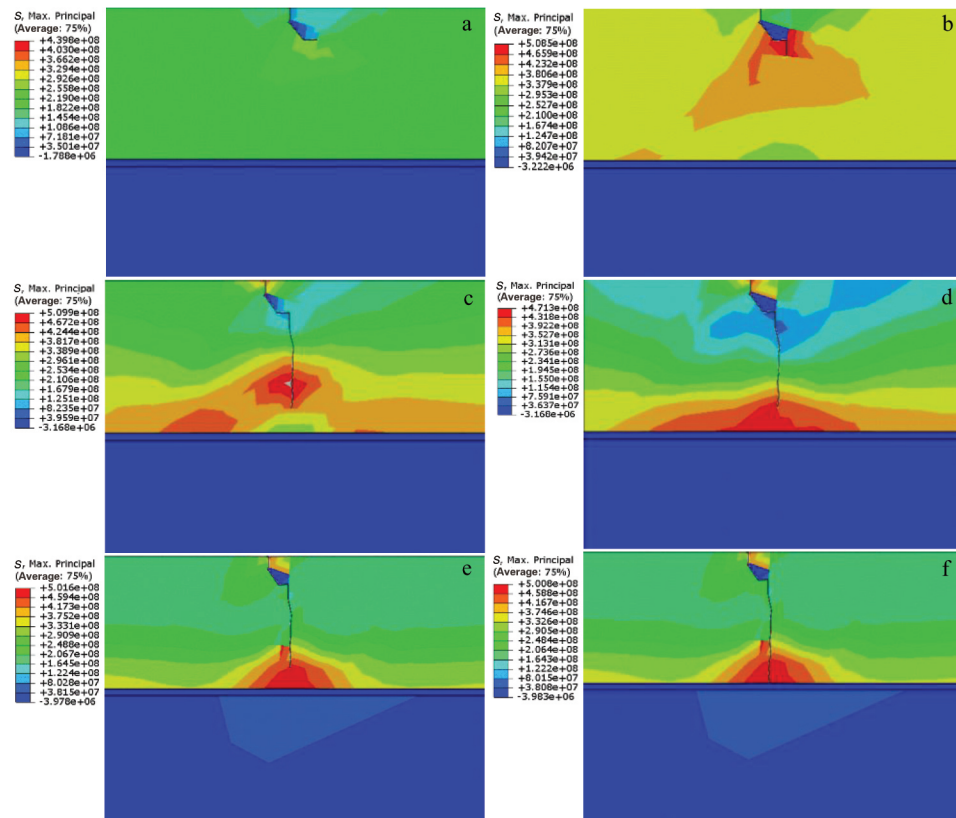 S, Max. Principal
(Average: 75%)
+4.398e+08
+4.030e+08
+3.662e+08
+3.294e+08
+2.926e+08
+2.558e+08
+2.190e+08
+1.822e+08
+1.454e+08
+1.086e+08
+7.181e+07
+3.501e+07
-1.788e+06
a
S, Max. Principal
(Average: 75%)
+5.085e+08
+4.659e+08
+4.232e+08
+3.806e+08
+3.379e+08
+2.953e+08
+2.527e+08
+2.100e+08
+1.674e+08
+1.247e+08
+8.207e+07
+3.942e+07
-3.222e+06
b
S, Max. Principal
(Average: 75%)
+5.099e+08
+4.672e+08
+4.244e+08
+3.817e+08
+3.389e+08
+2.961e+08
+2.534e+08
+2.106e+08
+1.679e+08
+1.251e+08
+8.235e+07
+3.959e+07
-3.168e+06
c
S, Max. Principal
(Average: 75%)
+4.713e+08
+4.318e+08
+3.922e+08
+3.527e+08
+3.131e+08
+2.736e+08
+2.341e+08
+1.945e+08
+1.550e+08
+1.154e+08
+7.591e+07
+3.637e+07
-3.168e+06
d
S, Max. Principal
(Average: 75%)
+5.016e+08
+4.594e+08
+4.173e+08
+3.752e+08
+3.331e+08
+2.909e+08
+2.488e+08
+2.067e+08
+1.645e+08
+1.224e+08
+8.028e+07
+3.815e+07
-3.978e+06
e
S, Max. Principal
(Average: 75%)
+5.008e+08
+4.588e+08
+4.167e+08
+3.746e+08
+3.326e+08
+2.905e+08
+2.484e+08
+2.064e+08
+1.643e+08
+1.222e+08
+8.015e+07
+3.808e+07
-3.983e+06
f